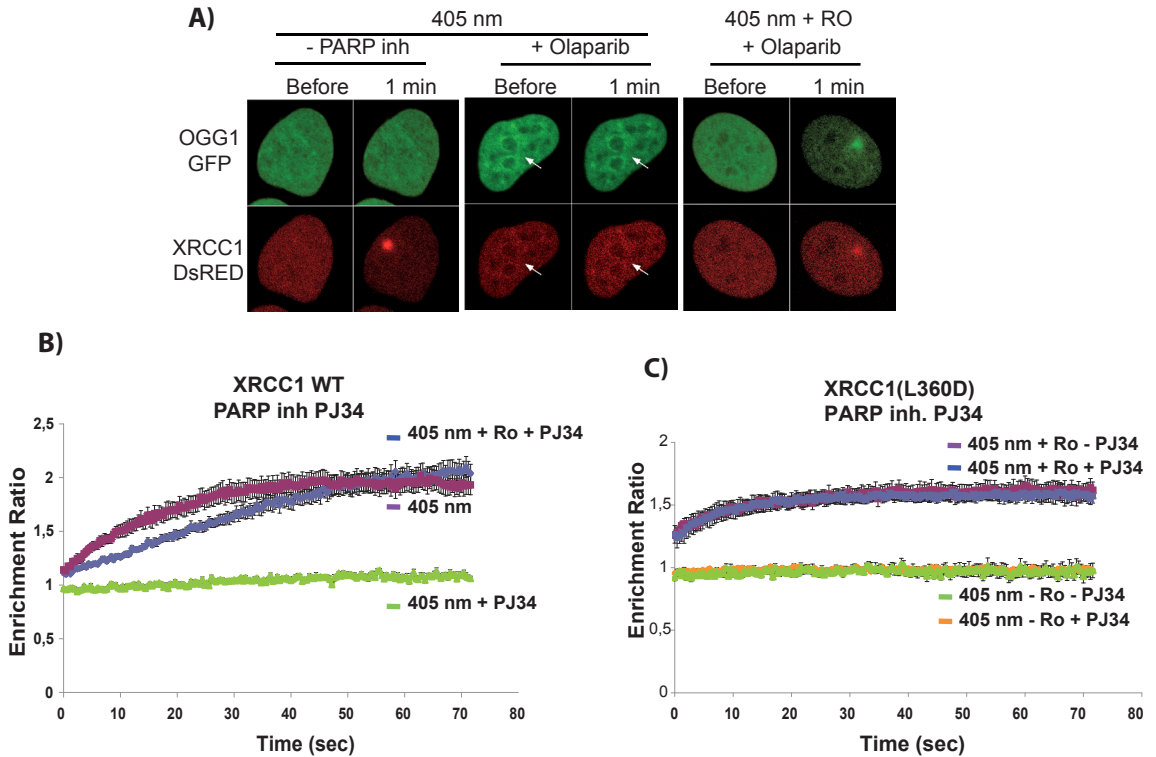 A)
405 nm
405 nm + RO
- PARP inh
+ Olaparib
+ Olaparib
Before
1 min
Before
1 min
Before
1 min
OGG1
GFP
XRCC1
DsRED
B)
XRCC1 WT
PARP inh PJ34
Enrichment Ratio
2,5
2
1,5
1
0,5
0
405 nm + Ro + PJ34
405 nm
405 nm + PJ34
0
10
20
30
40
50
60
70
80
Time (sec)
C)
XRCC1(L360D)
PARP inh. PJ34
Enrichment Ratio
2
1,5
1
0,5
0
405 nm + Ro - PJ34
405 nm + Ro + PJ34
405 nm - Ro - PJ34
405 nm - Ro + PJ34
0
10
20
30
40
50
60
70
80
Time (sec)